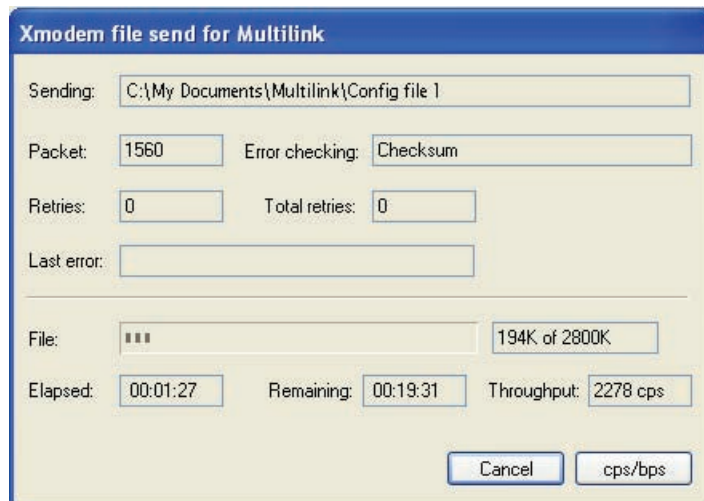 Xmodem file send for Multilink
Sending: C:\My Documents\Multilink\Config file 1
Packet: 1560 Error checking: Checksum
Retries: 0 Total retries: 0
Last error:
File: 194K of 2800K
Elapsed: 00:01:27 Remaining: 00:19:31 Throughput: 2278 cps
Cancel cps/bps